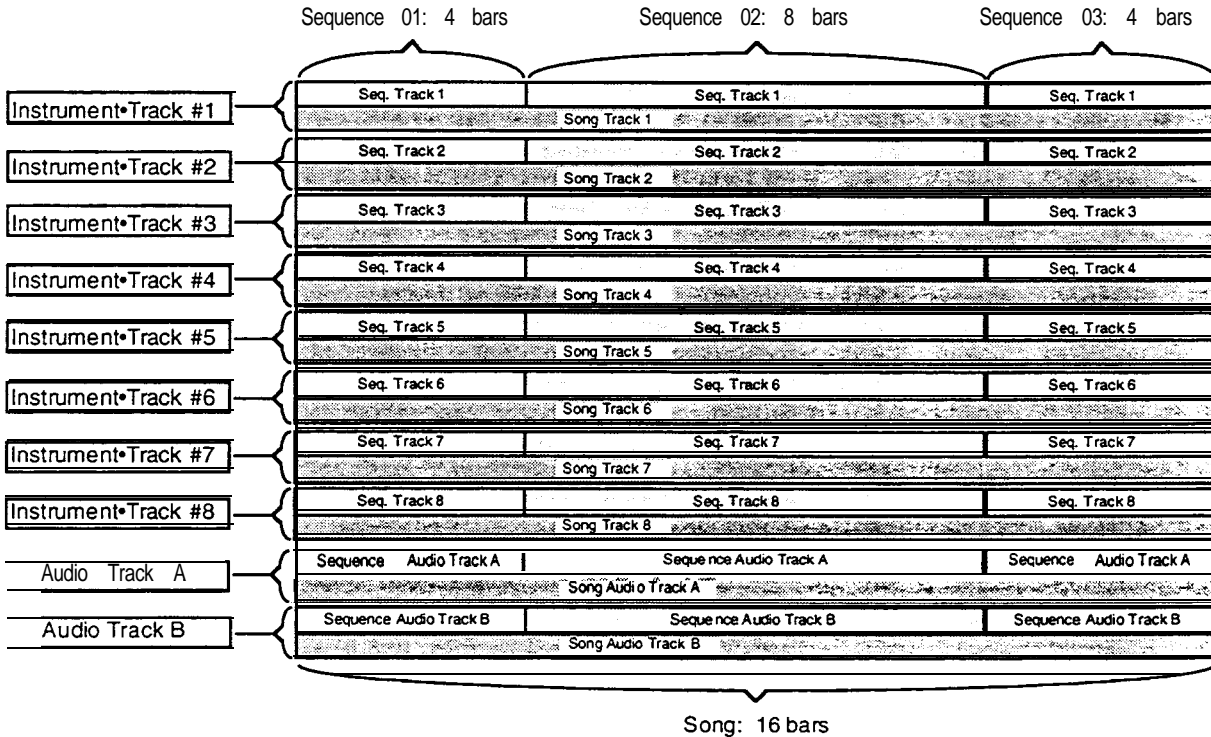 Sequence 01: 4 bars Sequence 02: 8 bars Sequence 03: 4 bars
Instrument•Track #1
Seq. Track 1 Seq. Track 1 Seq. Track 1
Song Track 1
Instrument•Track #2
Seq. Track 2 Seq. Track 2 Seq. Track 2
Song Track 2
Instrument•Track #3
Seq. Track 3 Seq. Track 3 Seq. Track 3
Song Track 3
Instrument•Track #4
Seq. Track 4 Seq. Track 4 Seq. Track 4
Song Track 4
Instrument•Track #5
Seq. Track 5 Seq. Track 5 Seq. Track 5
Song Track 5
Instrument•Track #6
Seq. Track 6 Seq. Track 6 Seq. Track 6
Song Track 6
Instrument•Track #7
Seq. Track 7 Seq. Track 7 Seq. Track 7
Song Track 7
Instrument•Track #8
Seq. Track 8 Seq. Track 8 Seq. Track 8
Song Track 8
Audio Track A
Sequence Audio Track A Sequence Audio Track A Sequence Audio Track A
Song Audio Track A
Audio Track B
Sequence Audio Track B Sequence Audio Track B Sequence Audio Track B
Song Audio Track B
Song: 16 bars